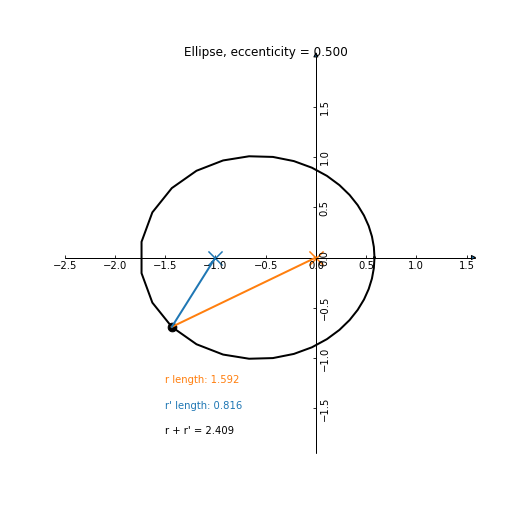 Ellipse, eccentricity = 0.500
1.5
1.0
0.5
0.0
-2.5 -2.0 -1.5 -1.0 -0.5 0.0 0.5 1.0 1.5
-0.5
-1.0
-1.5
r length: 1.592
r' length: 0.816
r + r' = 2.409